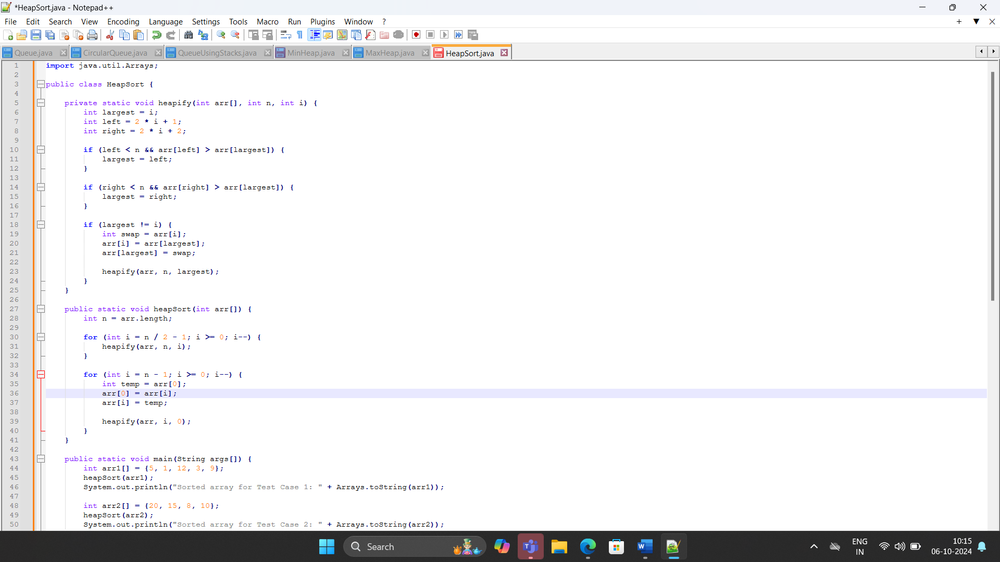 *HeapSort.java - Notepad++
File Edit Search View Encoding Language Settings Tools Macro Run Plugins Window ?
Queue.java CircularQueue.java QueueUsingStacks.java MinHeap.java MaxHeap.java HeapSort.java
1 import java.util.Arrays;
2
3 public class HeapSort {
4
5 private static void heapify(int arr[], int n, int i) {
6 int largest = i;
7 int left = 2 * i + 1;
8 int right = 2 * i + 2;
9
10 if (left < n && arr[left] > arr[largest]) {
11 largest = left;
12 }
13
14 if (right < n && arr[right] > arr[largest]) {
15 largest = right;
16 }
17
18 if (largest != i) {
19 int swap = arr[i];
20 arr[i] = arr[largest];
21 arr[largest] = swap;
22
23 heapify(arr, n, largest);
24 }
25 }
26
27 public static void heapSort(int arr[]) {
28 int n = arr.length;
29
30 for (int i = n / 2 - 1; i >= 0; i--) {
31 heapify(arr, n, i);
32 }
33
34 for (int i = n - 1; i >= 0; i--) {
35 int temp = arr[0];
36 arr[0] = arr[i];
37 arr[i] = temp;
38
39 heapify(arr, i, 0);
40 }
41 }
42
43 public static void main(String args[]) {
44 int arr1[] = {5, 1, 12, 3, 9};
45 heapSort(arr1);
46 System.out.println("Sorted array for Test Case 1: " + Arrays.toString(arr1));
47
48 int arr2[] = {20, 15, 8, 10};
49 heapSort(arr2);
50 System.out.println("Sorted array for Test Case 2: " + Arrays.toString(arr2));
Search
ENG
IN
10:15
06-10-2024